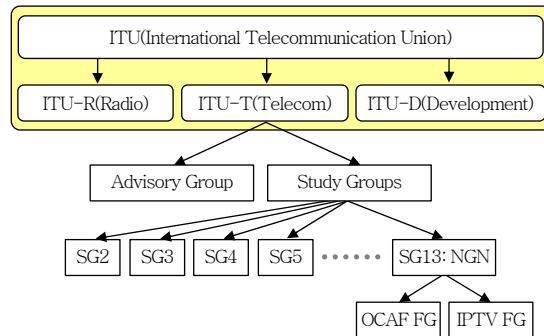 ITU(International Telecommunication Union)
ITU-R(Radio)
ITU-T(Telecom)
ITU-D(Development)
Advisory Group
Study Groups
SG2
SG3
SG4
SG5
SG13: NGN
OCAF FG
IPTV FG